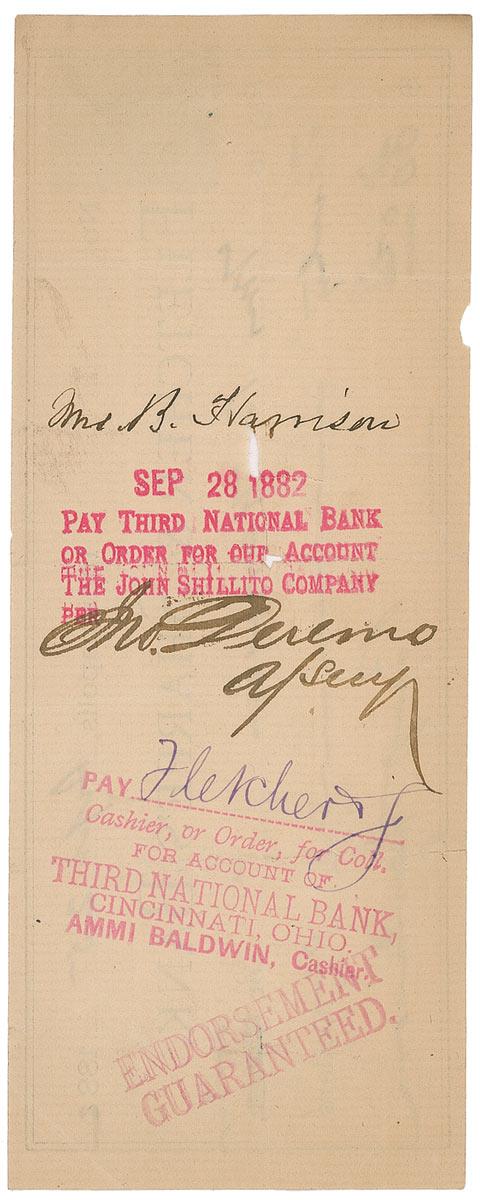 B. Harrison
SEP 28 1882
PAY THIRD NATIONAL BANK
OR ORDER FOR OUR ACCOUNT
THE JOHN SHILLITO COMPANY
PER
Jno. Deremo
PAY Fletcher
Cashier, or Order, for Coll.
FOR ACCOUNT OF
THIRD NATIONAL BANK,
CINCINNATI, OHIO.
AMMI BALDWIN, Cashier.
ENDORSEMENT
GUARANTEED.